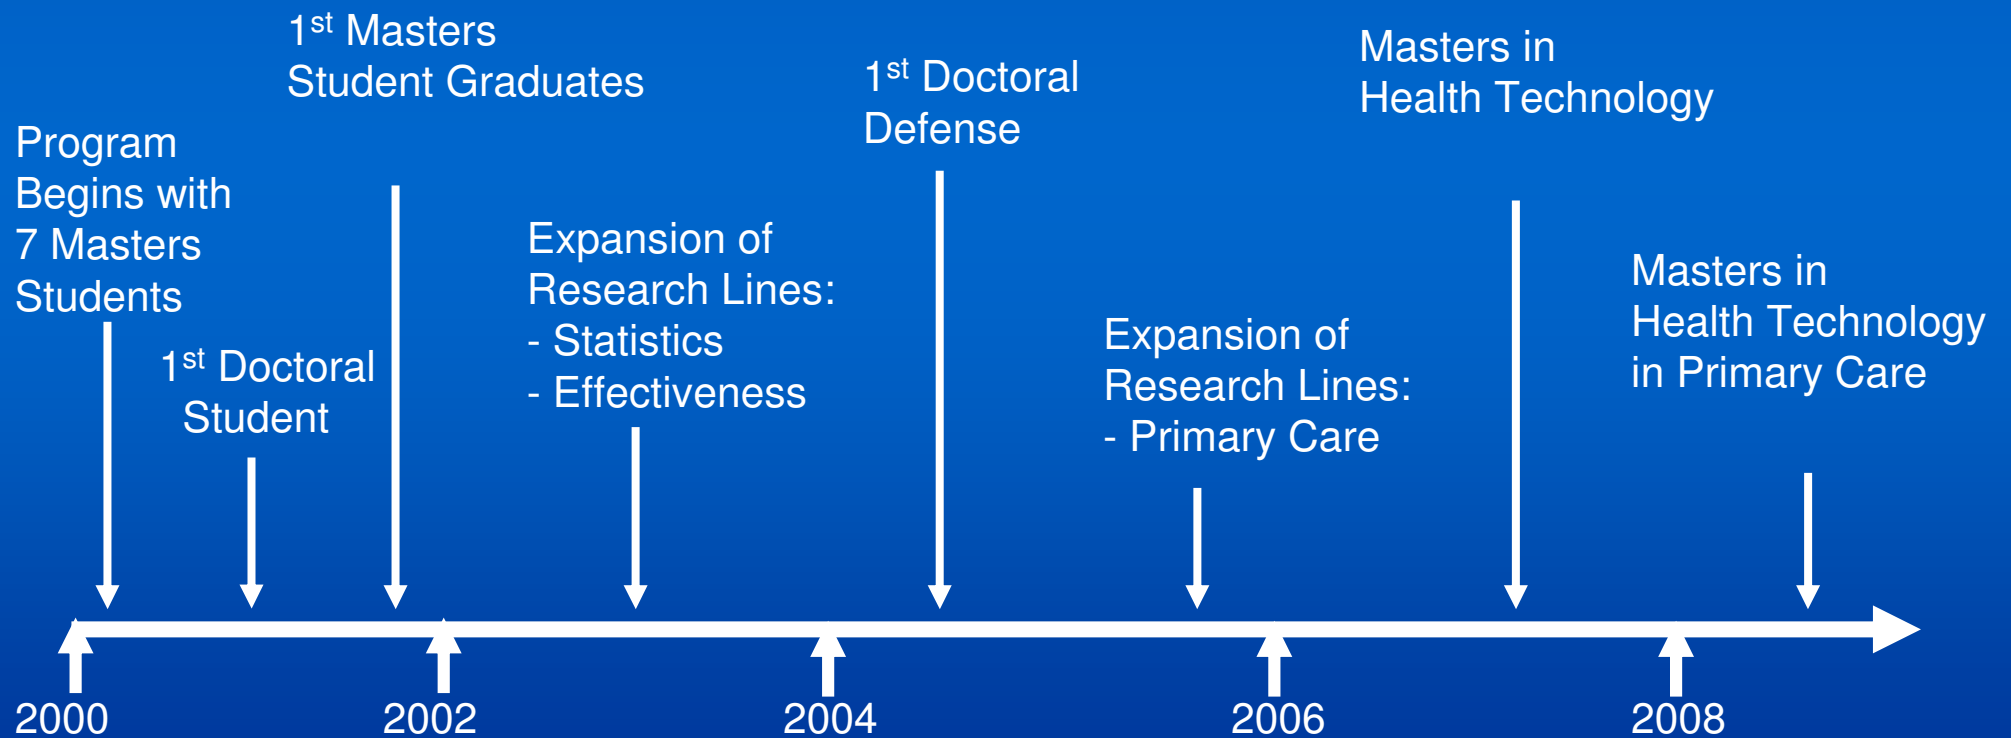 Program
Begins with
7 Masters
Students
1st Doctoral
Student
1st Masters
Student Graduates
Expansion of
Research Lines:
- Statistics
- Effectiveness
1st Doctoral
Defense
Expansion of
Research Lines:
- Primary Care
Masters in
Health Technology
Masters in
Health Technology
in Primary Care
2000
2002
2004
2006
2008